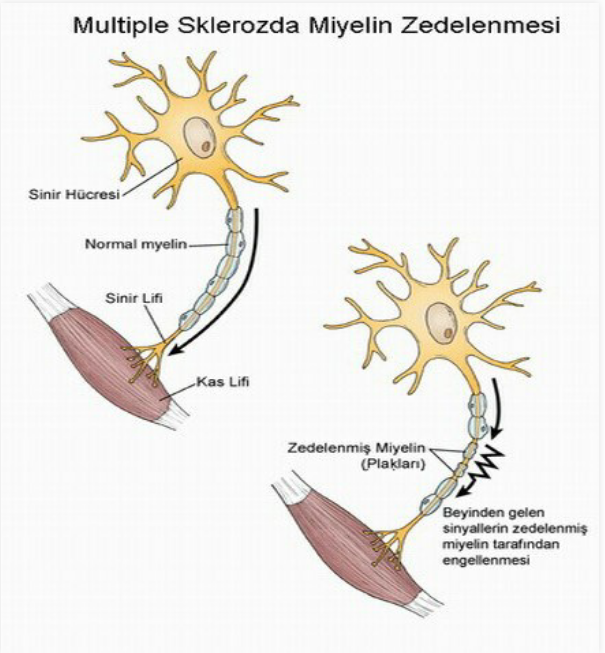 Multiple Sklerozda Miyelin Zedelenmesi
Sinir Hücresi
Normal myelin
Sinir Lifi
Kas Lifi
Zedelenmiş Miyelin
(Plakları)
Beyinden gelen
sinyallerin zedelenmiş
miyelin tarafından
engellenmesi